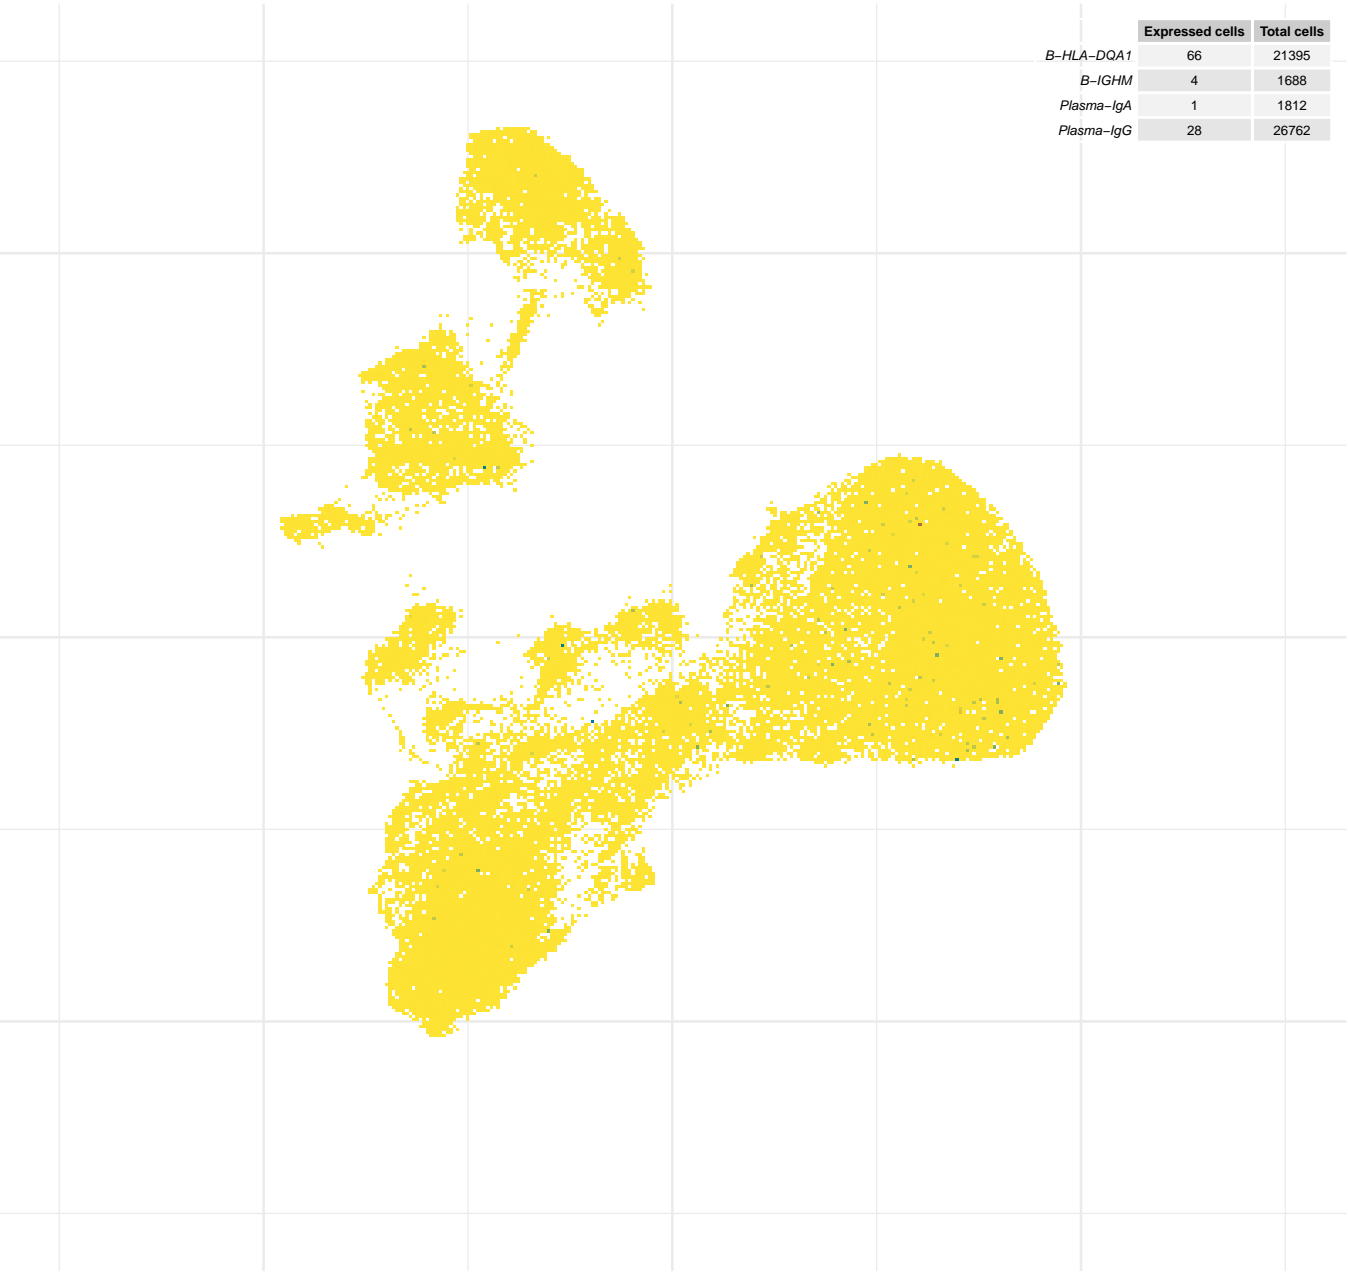 Expressed cells Total cells
B−HLA−DQA1 66 21395
B−IGHM 4 1688
Plasma−IgA 1 1812
Plasma−IgG 28 26762